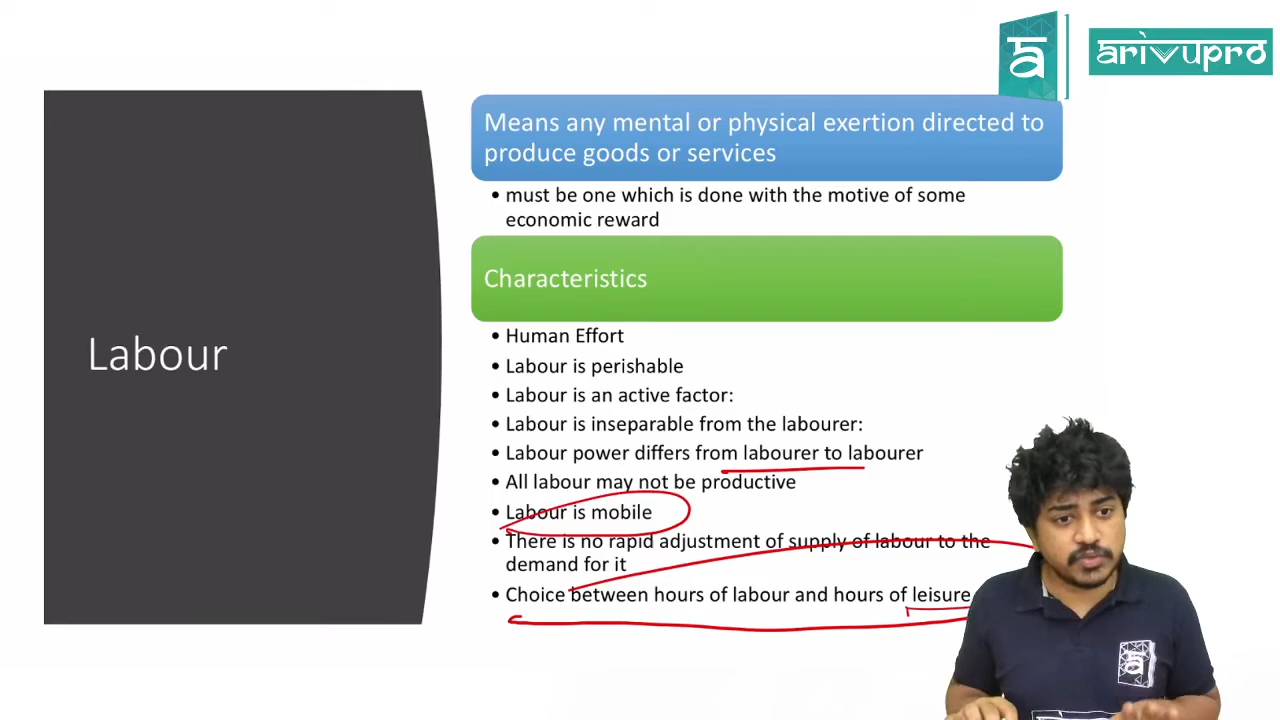 arivupro
Means any mental or physical exertion directed to
produce goods or services
• must be one which is done with the motive of some
economic reward
Characteristics
Labour
• Human Effort
• Labour is perishable
• Labour is an active factor:
• Labour is inseparable from the labourer:
• Labour power differs from labourer to labourer
• All labour may not be productive
• Labour is mobile
• There is no rapid adjustment of supply of labour to the
demand for it
• Choice between hours of labour and hours of leisure